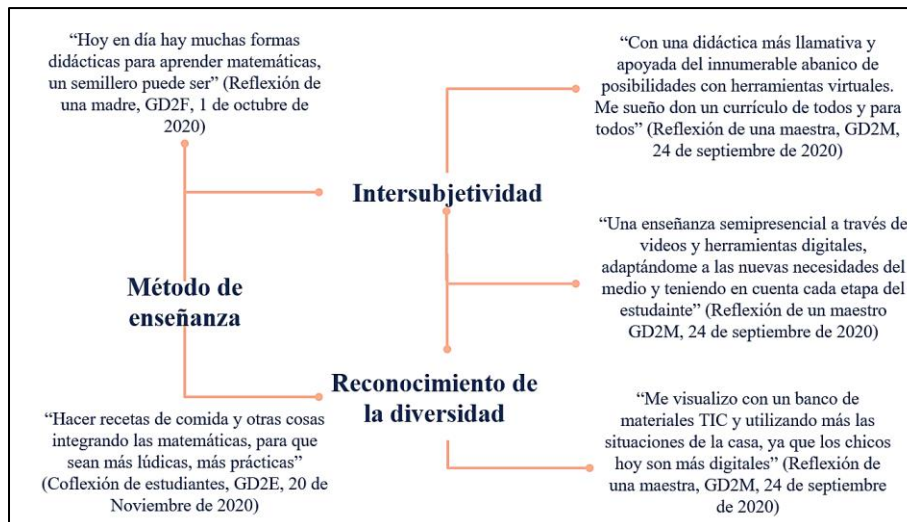 “Hoy en día hay muchas formas
didácticas para aprender matemáticas,
un semillero puede ser” (Reflexión
de una madre, GD2F, 1 de octubre de
2020)
“Con una didáctica más llamativa y
apoyada del innumerable abanico de
posibilidades con herramientas virtuales.
Me sueño don un currículo de todos y para
todos” (Reflexión de una maestra, GD2M,
24 de septiembre de 2020)
Intersubjetividad
“Una enseñanza semipresencial a través de
videos y herramientas digitales,
adaptándome a las nuevas necesidades del
medio y teniendo en cuenta cada etapa del
estudainte” (Reflexión de un maestro
GD2M, 24 de septiembre de 2020)
Método de
enseñanza
Reconocimiento de
la diversidad
“Hacer recetas de comida y otras cosas
integrando las matemáticas, para que
sean más lúdicas, más prácticas”
(Coflexión de estudiantes, GD2E, 20 de
Noviembre de 2020)
“Me visualizo con un banco de
materiales TIC y utilizando más las
situaciones de la casa, ya que los chicos
hoy son más digitales” (Reflexión de
una maestra, GD2M, 24 de septiembre
de 2020)